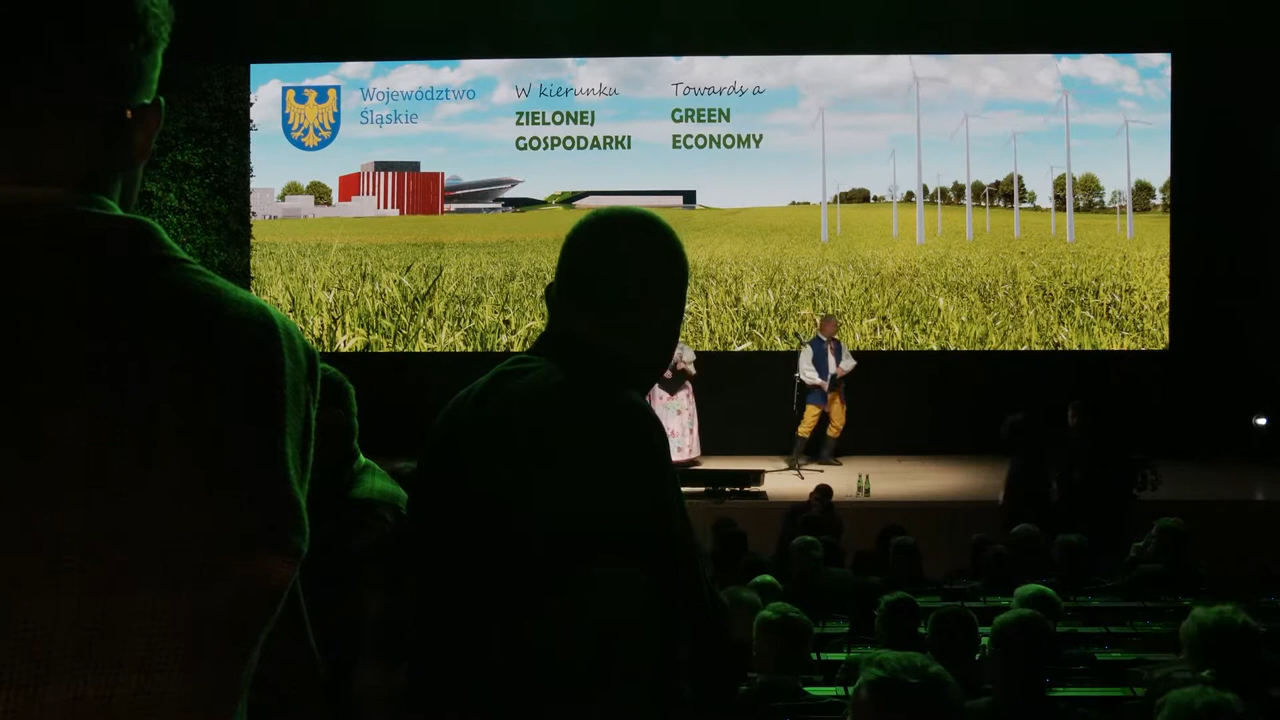 Województwo
Śląskie
W kierunku
ZIELONEJ
GOSPODARKI
Towards a
GREEN
ECONOMY